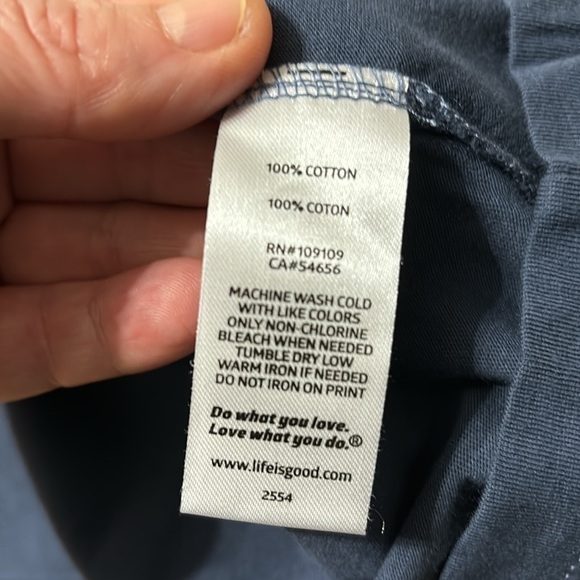 100% COTTON
100% COTON
RN#109109
CA#54656
MACHINE WASH COLD
WITH LIKE COLORS
ONLY NON-CHLORINE
BLEACH WHEN NEEDED
TUMBLE DRY LOW
WARM IRON IF NEEDED
DO NOT IRON ON PRINT
Do what you love.
Love what you do.®
www.lifeisgood.com
2554